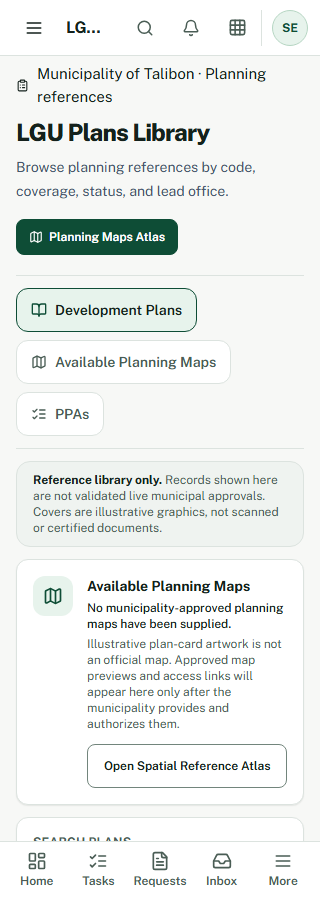 LG...
SE
Municipality of Talibon · Planning
references
LGU Plans Library
Browse planning references by code,
coverage, status, and lead office.
Planning Maps Atlas
Development Plans
Available Planning Maps
PPAs
Reference library only. Records shown here
are not validated live municipal approvals.
Covers are illustrative graphics, not scanned
or certified documents.
Available Planning Maps
No municipality-approved planning
maps have been supplied.
Illustrative plan-card artwork is not
an official map. Approved map
previews and access links will
appear here only after the
municipality provides and
authorizes them.
Open Spatial Reference Atlas
SEARCH PLANS
Home
Tasks
Requests
Inbox
More